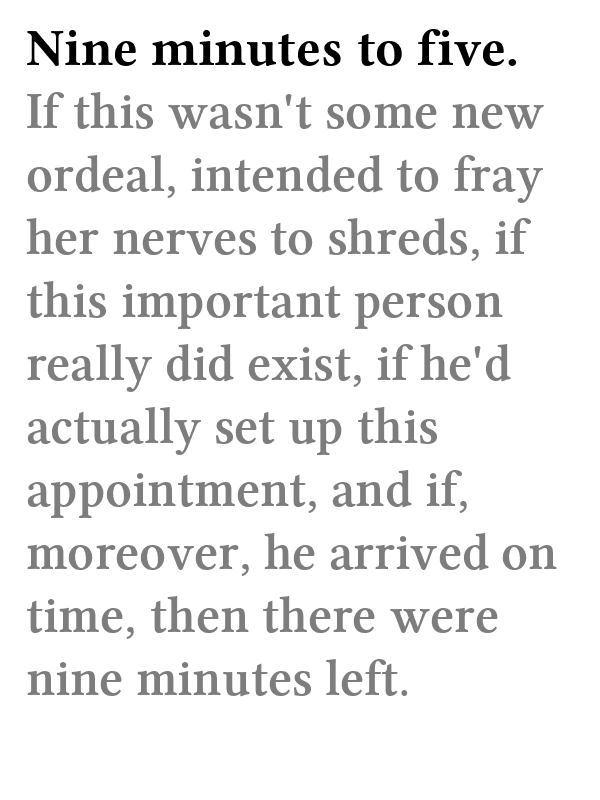 Nine minutes to five.
If this wasn't some new
ordeal, intended to fray
her nerves to shreds, if
this important person
really did exist, if he'd
actually set up this
appointment, and if,
moreover, he arrived on
time, then there were
nine minutes left.